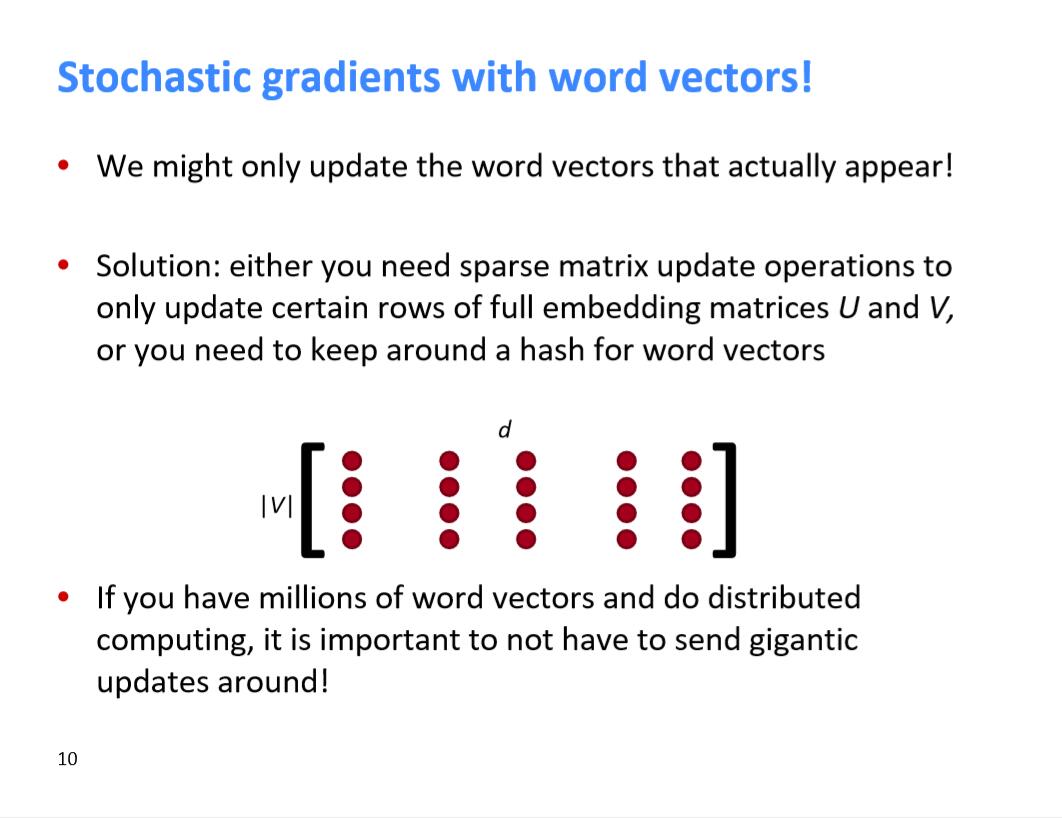 Stochastic gradients with word vectors!
• We might only update the word vectors that actually appear!
• Solution: either you need sparse matrix update operations to
only update certain rows of full embedding matrices U and V,
or you need to keep around a hash for word vectors
d
|V|
[ ]
• If you have millions of word vectors and do distributed
computing, it is important to not have to send gigantic
updates around!
10